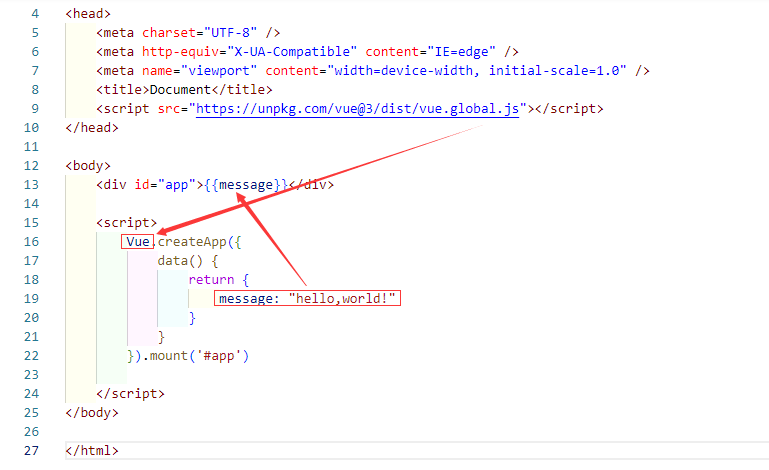 4 <head>
5 <meta charset="UTF-8" />
6 <meta http-equiv="X-UA-Compatible" content="IE=edge" />
7 <meta name="viewport" content="width=device-width, initial-scale=1.0" />
8 <title>Document</title>
9 <script src="https://unpkg.com/vue@3/dist/vue.global.js"></script>
10 </head>
11
12 <body>
13 <div id="app">{{message}}</div>
14
15 <script>
16 Vue.createApp({
17 data() {
18 return {
19 message: "hello,world!"
20 }
21 }
22 }).mount('#app')
23
24 </script>
25 </body>
26
27 </html>